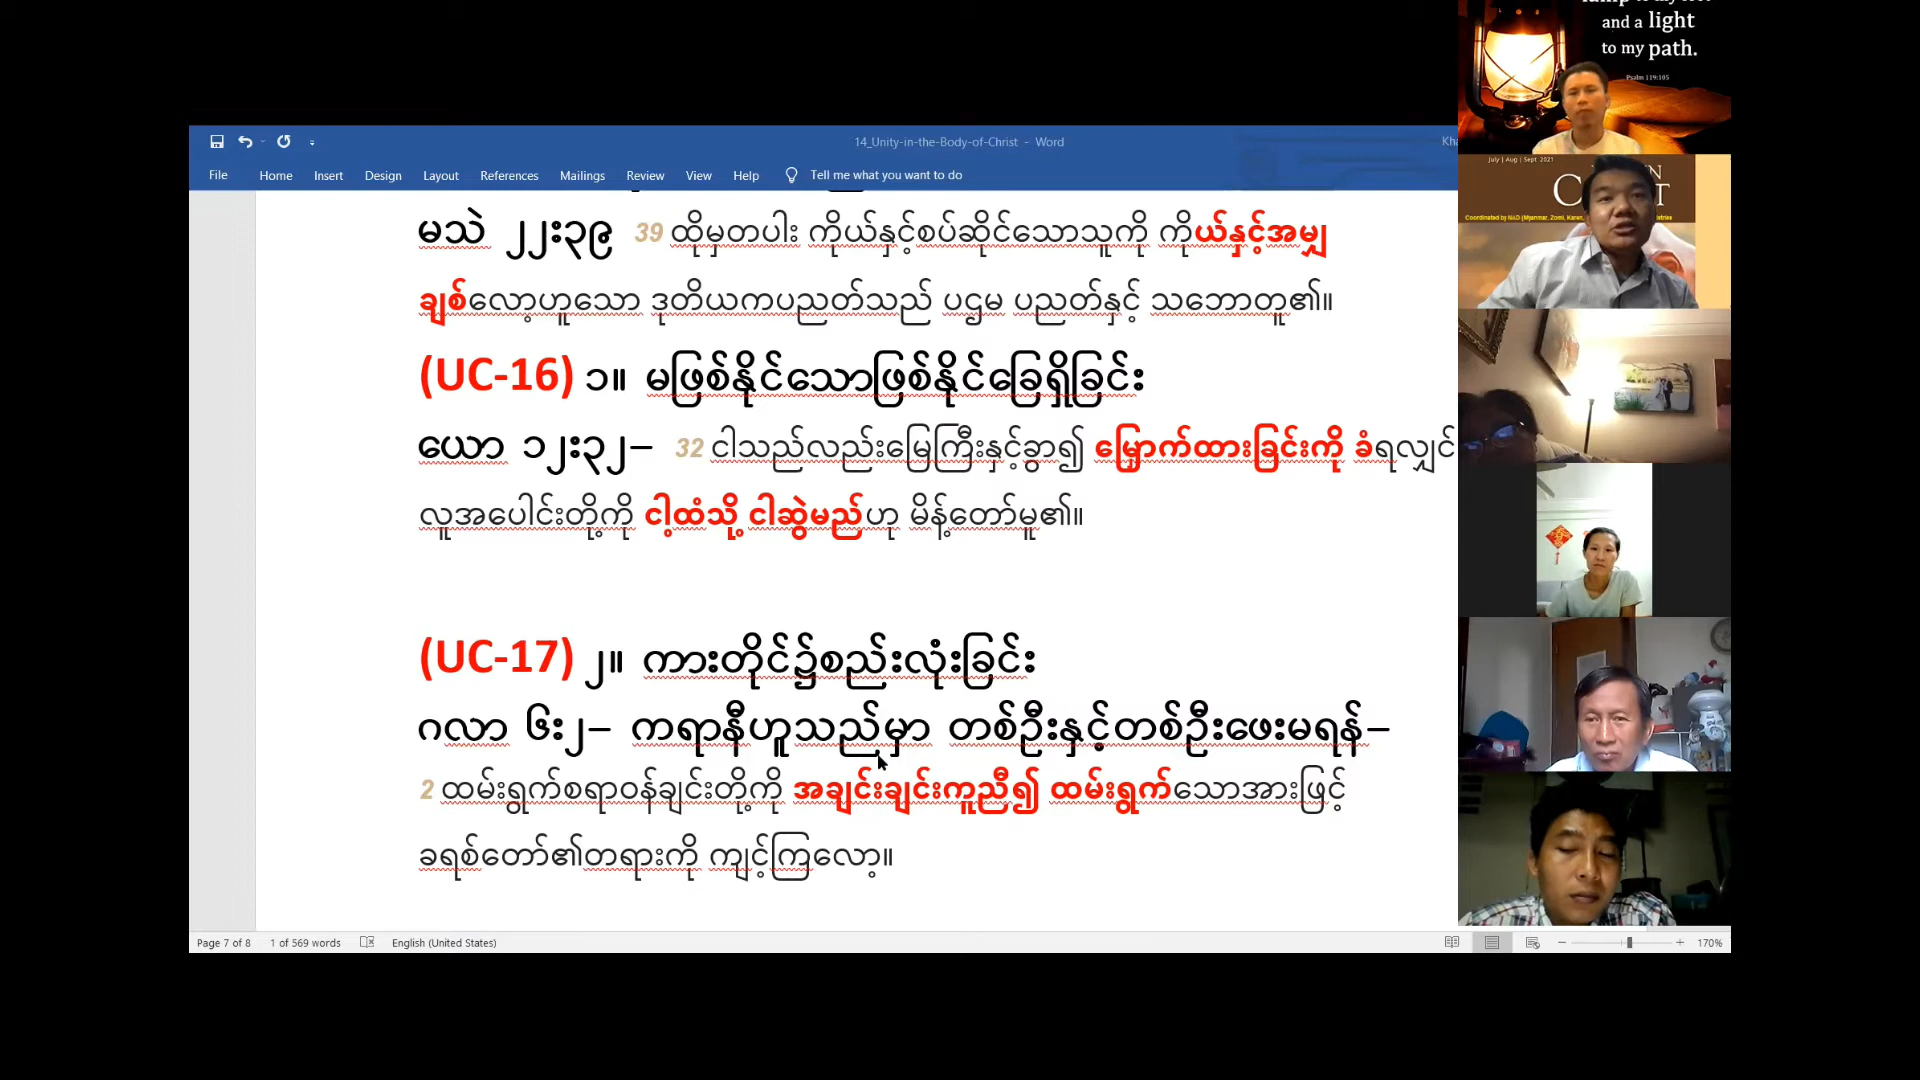 14_Unity-in-the-Body-of-Christ - Word
File Home Insert Design Layout References Mailings Review View Help Tell me what you want to do
မသဲ ၂၂:၃၉ 39 ထိုမှတပါး ကိုယ်နှင့်စပ်ဆိုင်သောသူကို ကိုယ်နှင့်အမျှ
ချစ်လော့ဟူသော ဒုတိယကပညတ်သည် ပဌမ ပညတ်နှင့် သဘောတူ၏။
(UC-16) ၁။ မဖြစ်နိုင်သောဖြစ်နိုင်ခြေရှိခြင်း
ယော ၁၂:၃၂– 32 ငါသည်လည်းမြေကြီးနှင့်ခွာ၍ မြှောက်ထားခြင်းကို ခံရလျှင်
လူအပေါင်းတို့ကို ငါ့ထံသို့ ငါဆွဲမည်ဟု မိန့်တော်မူ၏။
(UC-17) ၂။ ကားတိုင်၌စည်းလုံးခြင်း
ဂလာ ၆:၂– ကရာနီဟူသည်မှာ တစ်ဦးနှင့်တစ်ဦးဖေးမရန်–
2 ထမ်းရွက်စရာဝန်ချင်းတို့ကို အချင်းချင်းကူညီ၍ ထမ်းရွက်သောအားဖြင့်
ခရစ်တော်၏တရားကို ကျင့်ကြလော့။
Page 7 of 8 1 of 569 words English (United States) 170%
and a light
to my path.
Psalm 119:105
July | Aug | Sept 2021